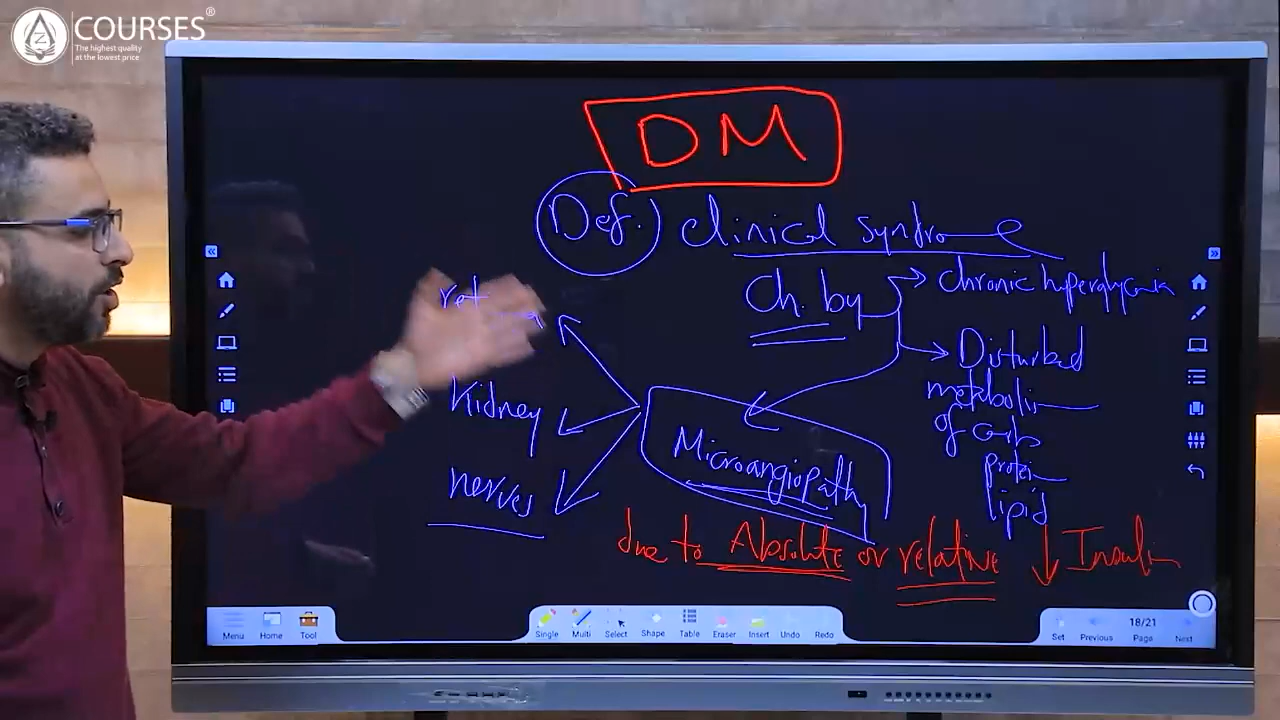 COURSES®
The highest quality
at the lowest price
DM
Def. clinical syndrome
Ch. by
chronic hyperglycemia
Disturbed
metabolism
of carb
protein
lipid
Microangiopathy
Kidney
nerves
due to Absolute or relative ↓ Insulin
Menu Home Tool
Single Multi Select Shape Table Eraser Insert Undo Redo
18/21
Set Previous Page Next